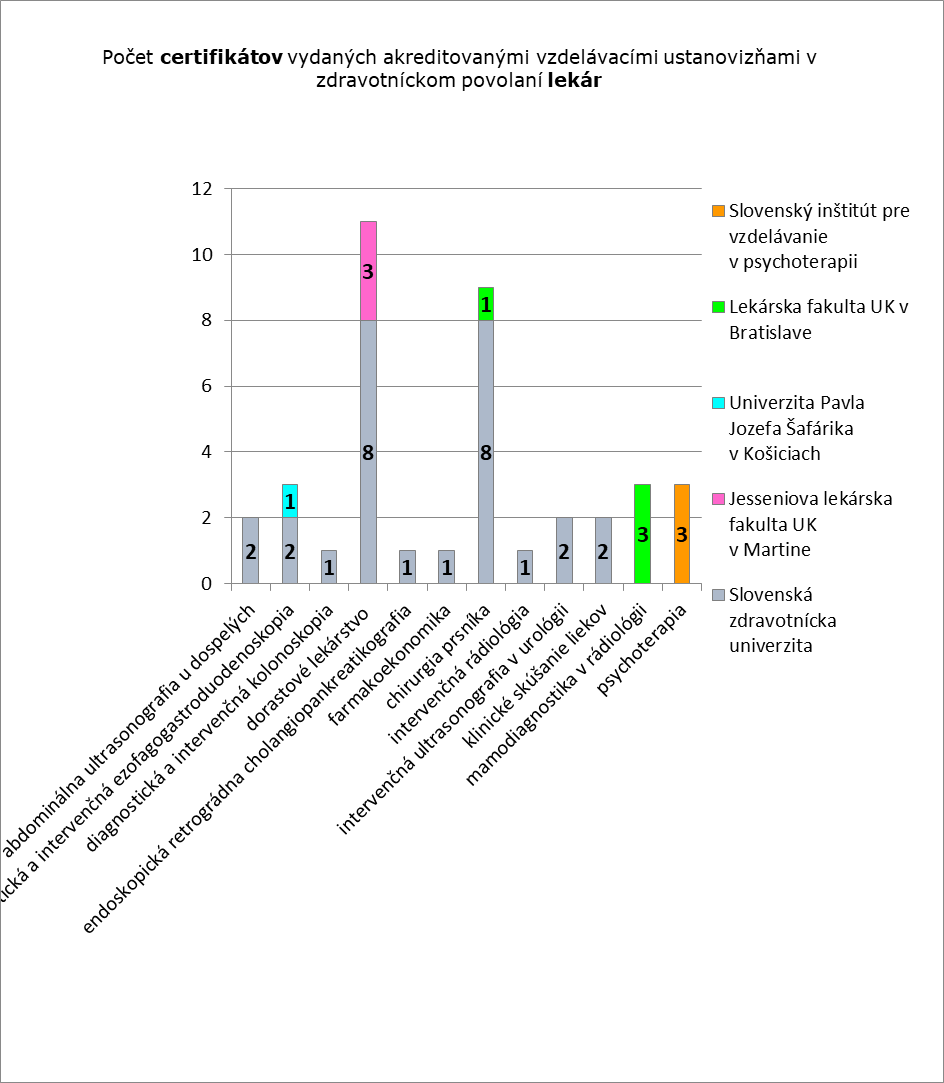 Počet certifikátov vydaných akreditovanými vzdelávacími ustanovizňami v
zdravotníckom povolaní lekár
12
10
8
6
4
2
0
2
1
2
1
3
8
1
1
1
8
1
2
2
3
3
abdominálna ultrasonografia u dospelých
a intervenčná ezofagogastroduodenoskopia
diagnostická a intervenčná kolonoskopia
dorastové lekárstvo
endoskopická retrográdna cholangiopankreatikografia
farmakoekonomika
chirurgia prsníka
intervenčná rádiológia
intervenčná ultrasonografia v urológii
klinické skúšanie liekov
mamodiagnostika v rádiológii
psychoterapia
Slovenský inštitút pre
vzdelávanie
v psychoterapii
Lekárska fakulta UK v
Bratislave
Univerzita Pavla
Jozefa Šafárika
v Košiciach
Jesseniova lekárska
fakulta UK
v Martine
Slovenská
zdravotnícka
univerzita